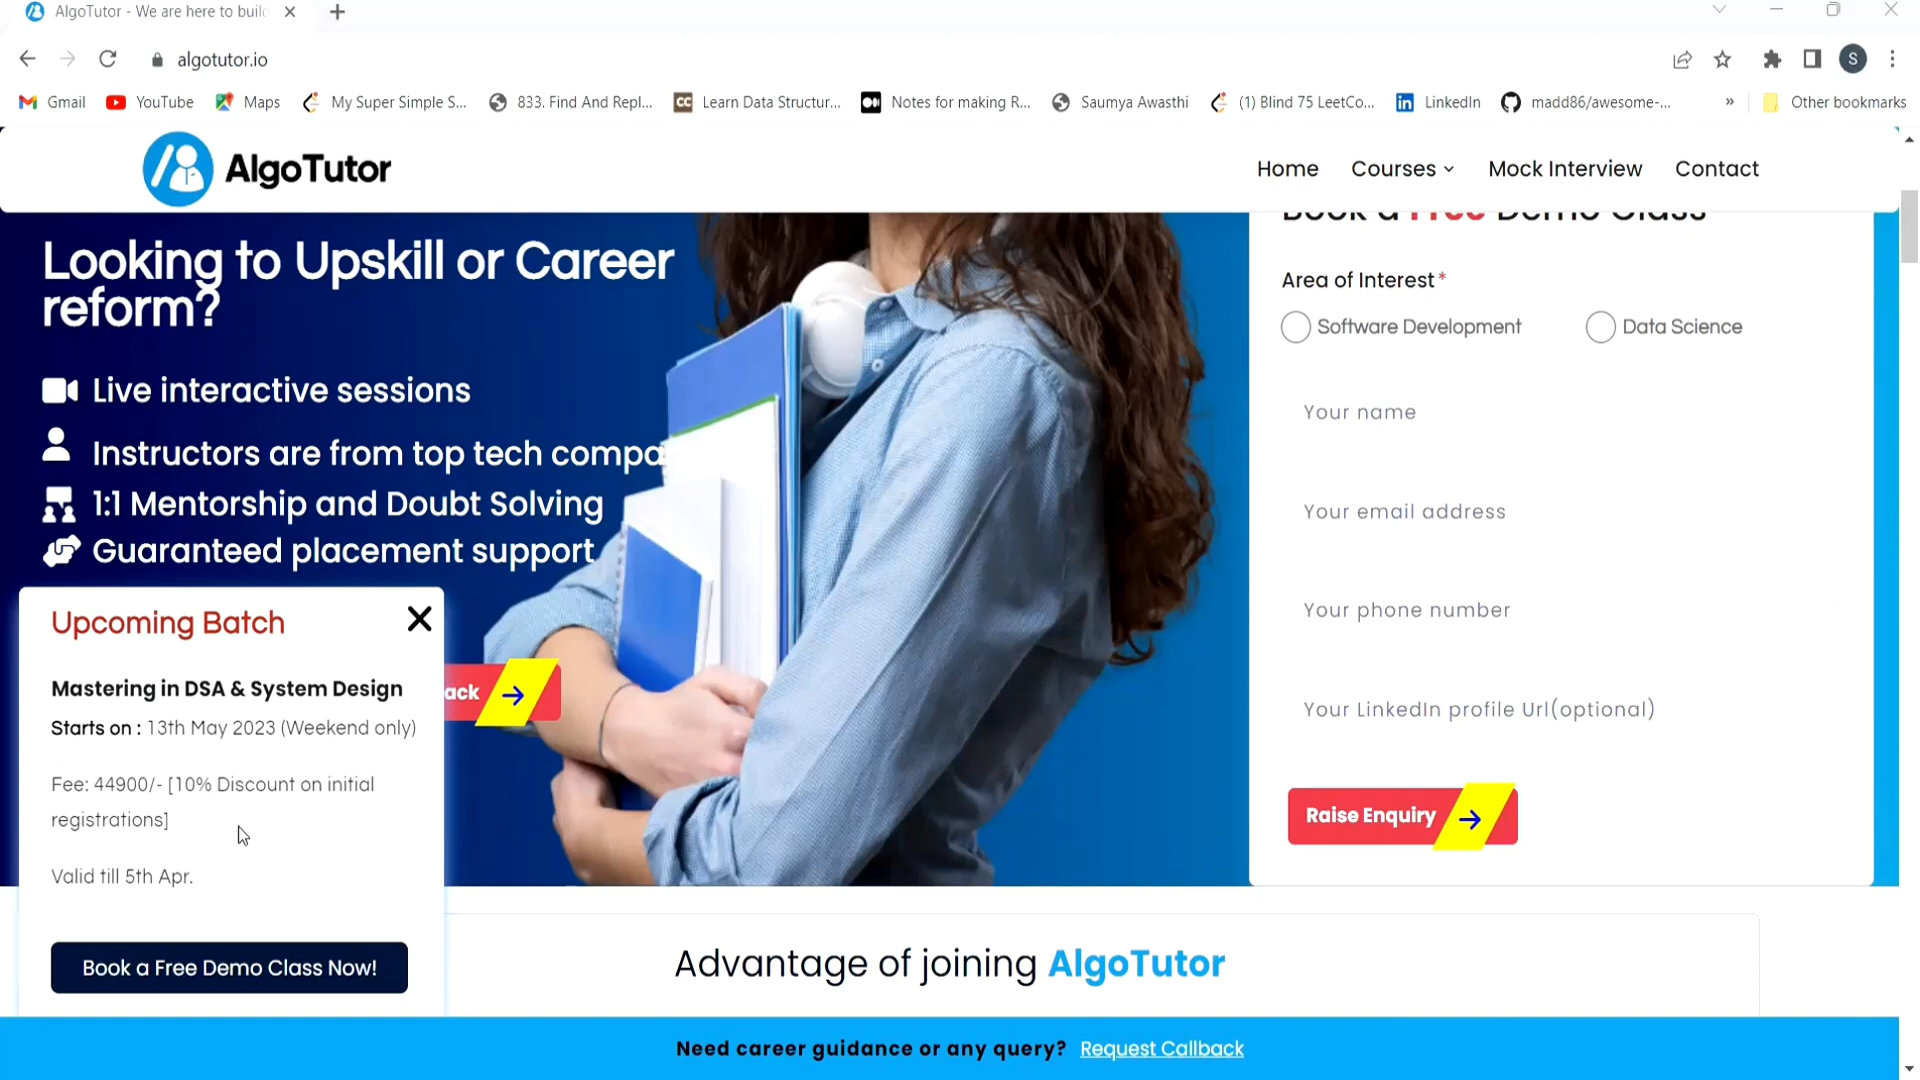 AlgoTutor - We are here to build
algotutor.io
S
Gmail
YouTube
Maps
My Super Simple S...
833. Find And Repl...
CC
Learn Data Structur...
Notes for making R...
Saumya Awasthi
(1) Blind 75 LeetCo...
in
LinkedIn
madd86/awesome-...
»
Other bookmarks
AlgoTutor
Home
Courses
Mock Interview
Contact
Looking to Upskill or Career
reform?
Live interactive sessions
Instructors are from top tech compa
1:1 Mentorship and Doubt Solving
Guaranteed placement support
ack
Upcoming Batch
Mastering in DSA & System Design
Starts on : 13th May 2023 (Weekend only)
Fee: 44900/- [10% Discount on initial
registrations]
Valid till 5th Apr.
Book a Free Demo Class Now!
Book a Free Demo Class
Area of Interest*
Software Development
Data Science
Your name
Your email address
Your phone number
Your LinkedIn profile Url(optional)
Raise Enquiry
Advantage of joining AlgoTutor
Need career guidance or any query? Request Callback